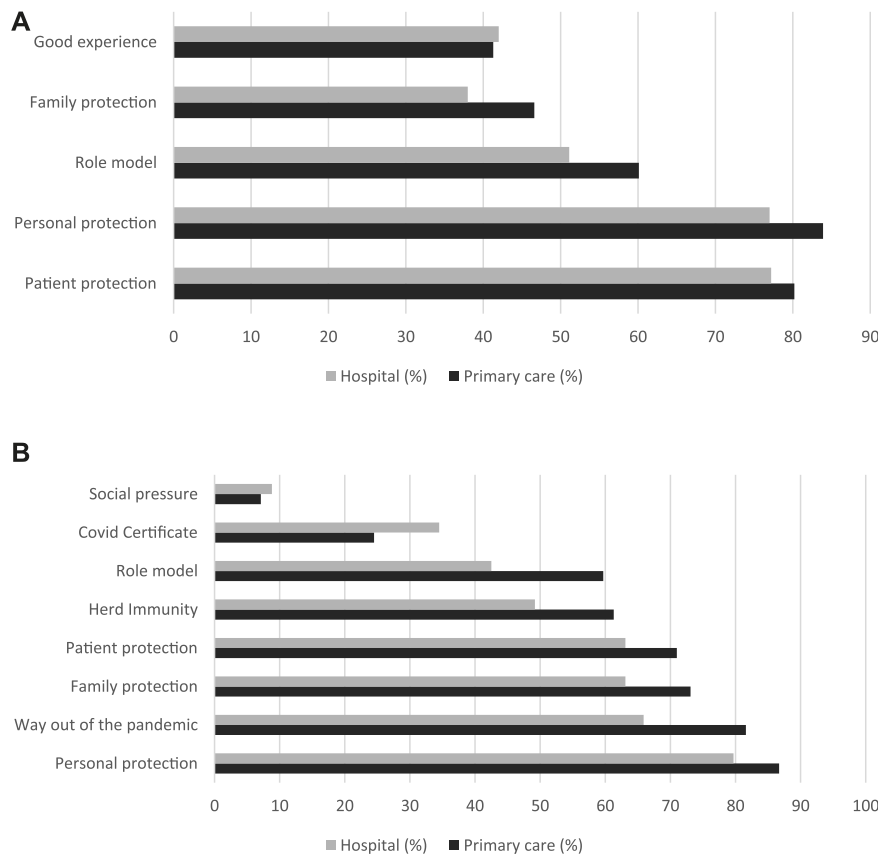 A
Good experience
Family protection
Role model
Personal protection
Patient protection
0 10 20 30 40 50 60 70 80 90
Hospital (%) Primary care (%)
B
Social pressure
Covid Certificate
Role model
Herd Immunity
Patient protection
Family protection
Way out of the pandemic
Personal protection
0 10 20 30 40 50 60 70 80 90 100
Hospital (%) Primary care (%)